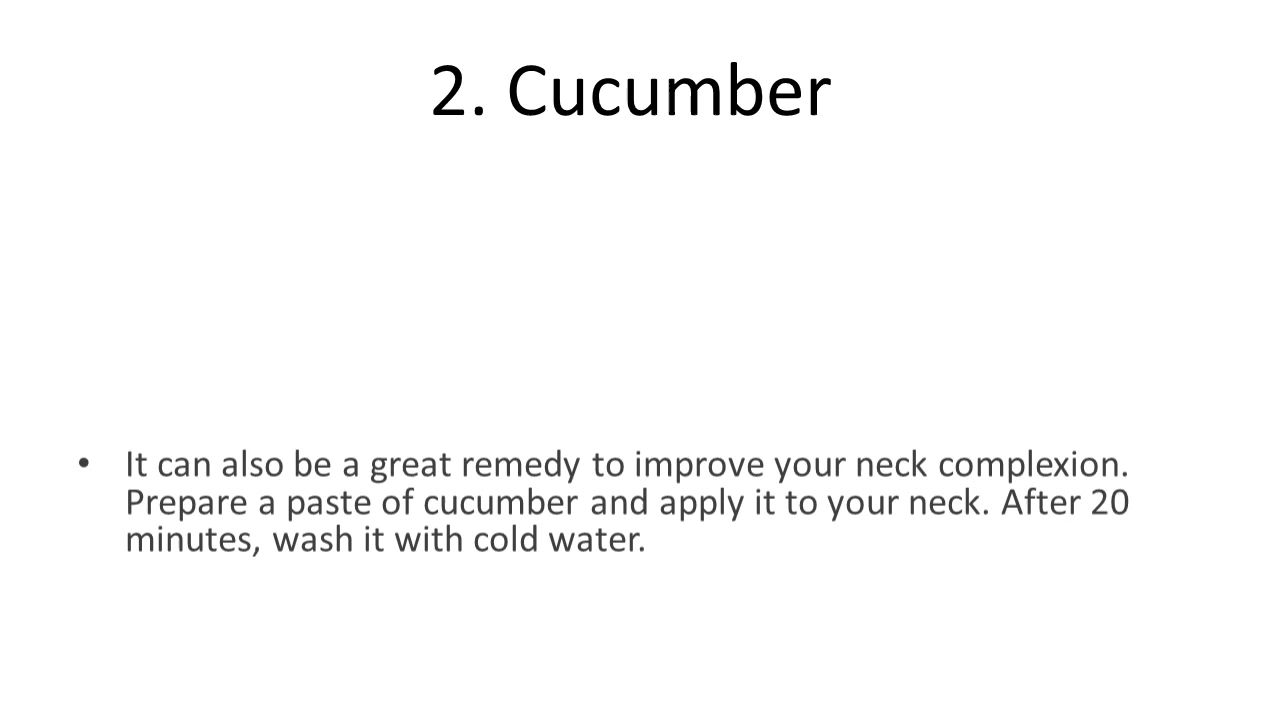 2. Cucumber
• It can also be a great remedy to improve your neck complexion.
Prepare a paste of cucumber and apply it to your neck. After 20
minutes, wash it with cold water.